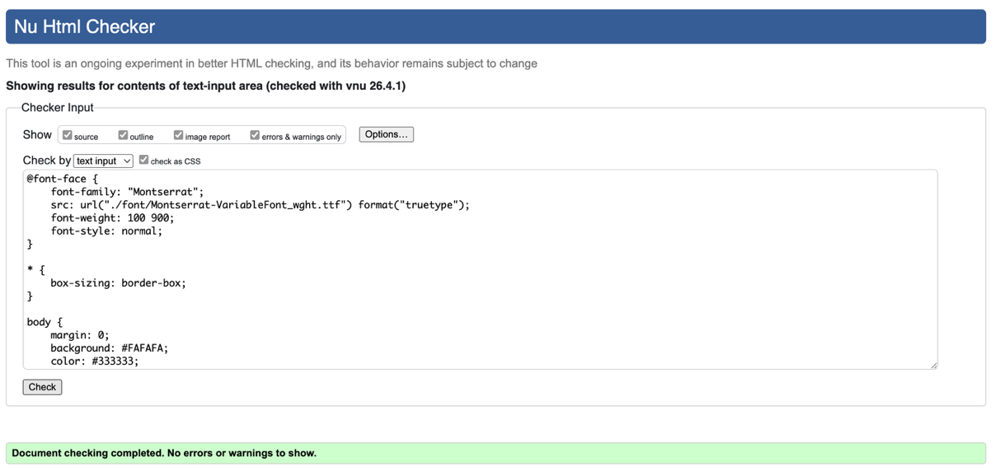 Nu Html Checker
This tool is an ongoing experiment in better HTML checking, and its behavior remains subject to change
Showing results for contents of text-input area (checked with vnu 26.4.1)
Checker Input
Show source outline image report errors & warnings only Options...
Check by text input check as CSS
@font-face {
    font-family: "Montserrat";
    src: url("./font/Montserrat-VariableFont_wght.ttf") format("truetype");
    font-weight: 100 900;
    font-style: normal;
}
* {
    box-sizing: border-box;
}
body {
    margin: 0;
    background: #FAFAFA;
    color: #333333;
Check
Document checking completed. No errors or warnings to show.